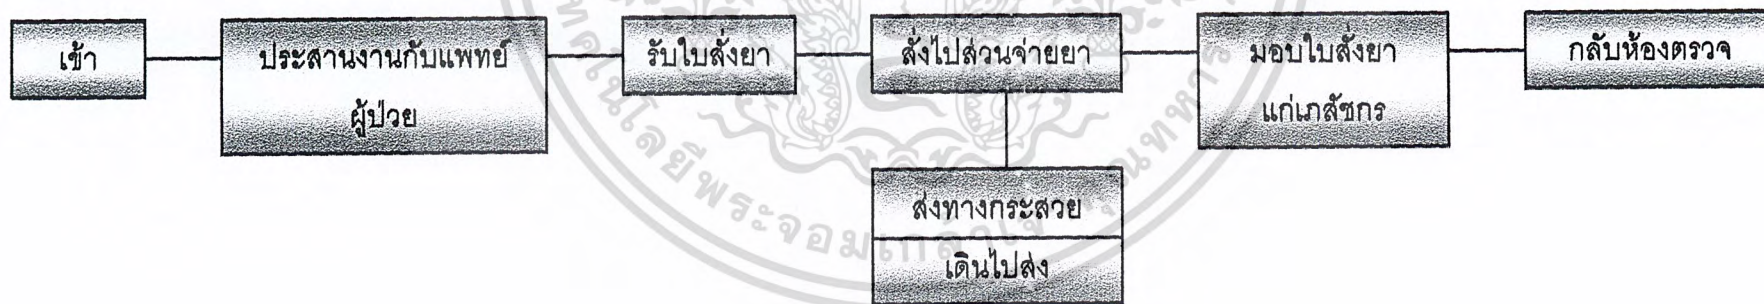 เข้า
ประสานงานกับแพทย์
ผู้ป่วย
รับใบสั่งยา
สั่งไปส่วนจ่ายยา
มอบใบสั่งยา
แก่เภสัชกร
กลับห้องตรวจ
ส่งทางกระสวย
เดินไปส่ง